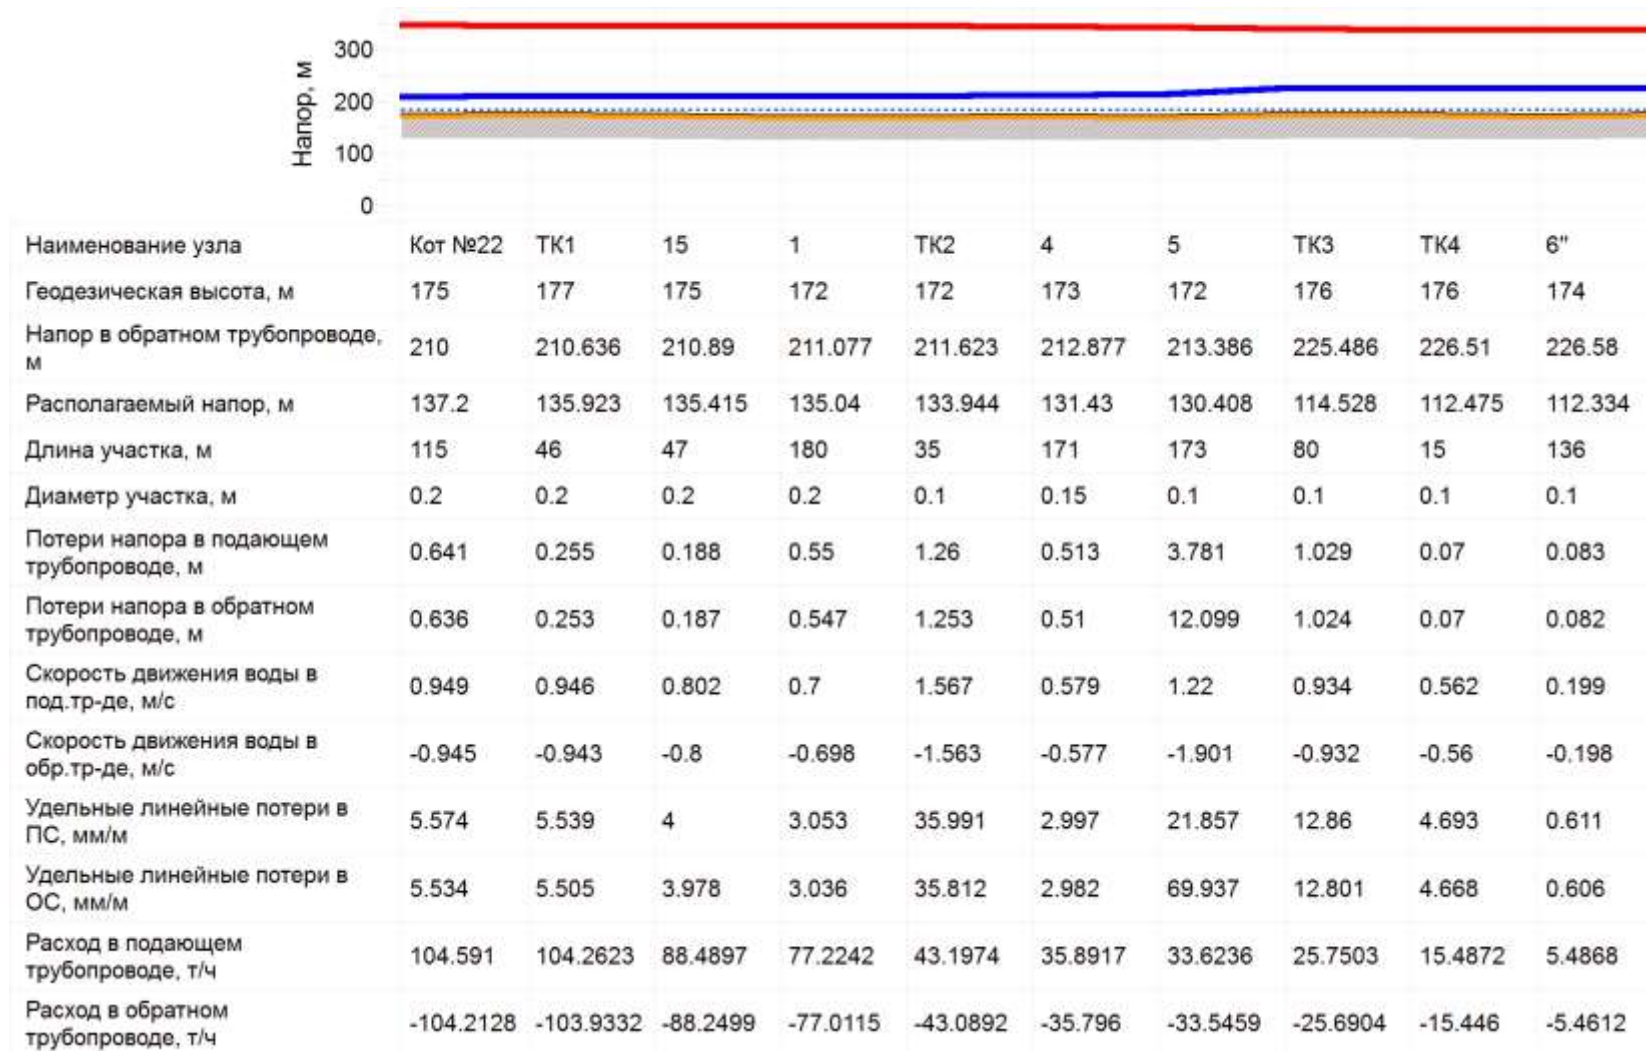 300
200
100
0
Напор, м
Наименование узла Кот №22 ТК1 15 1 ТК2 4 5 ТК3 ТК4 6"
Геодезическая высота, м 175 177 175 172 172 173 172 176 176 174
Напор в обратном трубопроводе,
м 210 210.636 210.89 211.077 211.623 212.877 213.386 225.486 226.51 226.58
Располагаемый напор, м 137.2 135.923 135.415 135.04 133.944 131.43 130.408 114.528 112.475 112.334
Длина участка, м 115 46 47 180 35 171 173 80 15 136
Диаметр участка, м 0.2 0.2 0.2 0.2 0.1 0.15 0.1 0.1 0.1 0.1
Потери напора в подающем
трубопроводе, м 0.641 0.255 0.188 0.55 1.26 0.513 3.781 1.029 0.07 0.083
Потери напора в обратном
трубопроводе, м 0.636 0.253 0.187 0.547 1.253 0.51 12.099 1.024 0.07 0.082
Скорость движения воды в
под.тр-де, м/с 0.949 0.946 0.802 0.7 1.567 0.579 1.22 0.934 0.562 0.199
Скорость движения воды в
обр.тр-де, м/с -0.945 -0.943 -0.8 -0.698 -1.563 -0.577 -1.901 -0.932 -0.56 -0.198
Удельные линейные потери в
ПС, мм/м 5.574 5.539 4 3.053 35.991 2.997 21.857 12.86 4.693 0.611
Удельные линейные потери в
ОС, мм/м 5.534 5.505 3.978 3.036 35.812 2.982 69.937 12.801 4.668 0.606
Расход в подающем
трубопроводе, т/ч 104.591 104.2623 88.4897 77.2242 43.1974 35.8917 33.6236 25.7503 15.4872 5.4868
Расход в обратном
трубопроводе, т/ч -104.2128 -103.9332 -88.2499 -77.0115 -43.0892 -35.796 -33.5459 -25.6904 -15.446 -5.4612